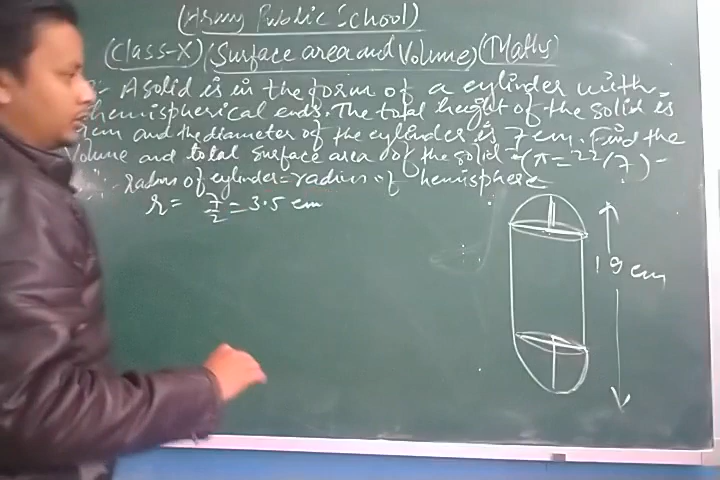 (Army Public School)
(Class-X) (Surface area and Volume) (Maths)
:- A solid is in the form of a cylinder with
hemispherical ends. The total height of the solid is
cm and the diameter of the cylinder is 7 cm. Find the
Volume and total surface area of the solid. (π=22/7)-
:- Radius of cylinder = radius of hemisphere
r = 7/2 = 3.5 cm
19 cm